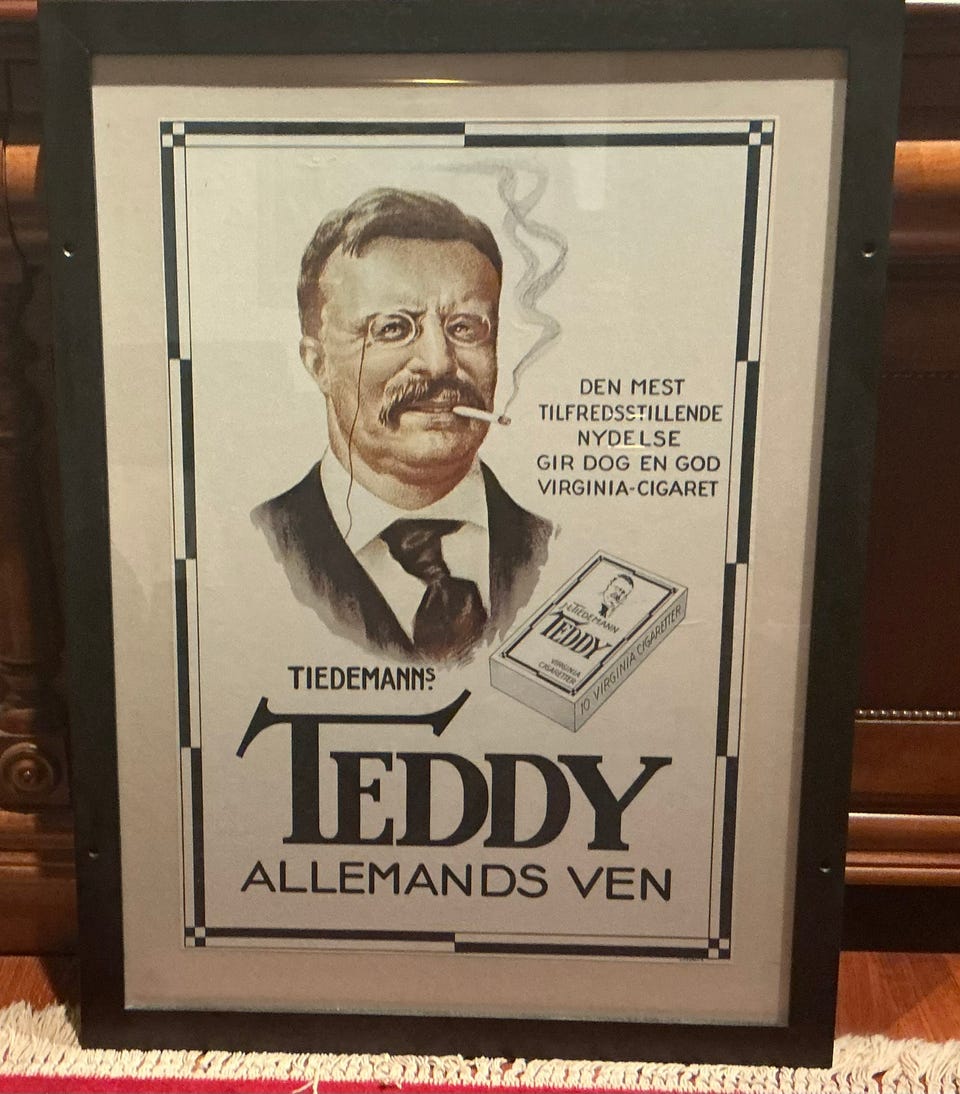 DEN MEST
TILFREDSSTILLENDE
NYDELSE
GIR DOG EN GOD
VIRGINIA-CIGARET
J.L.TIEDEMANN
TEDDY
VIRGINIA
CIGARETTER
10 VIRGINIA CIGARETTER
TIEDEMANNS
TEDDY
ALLEMANDS VEN